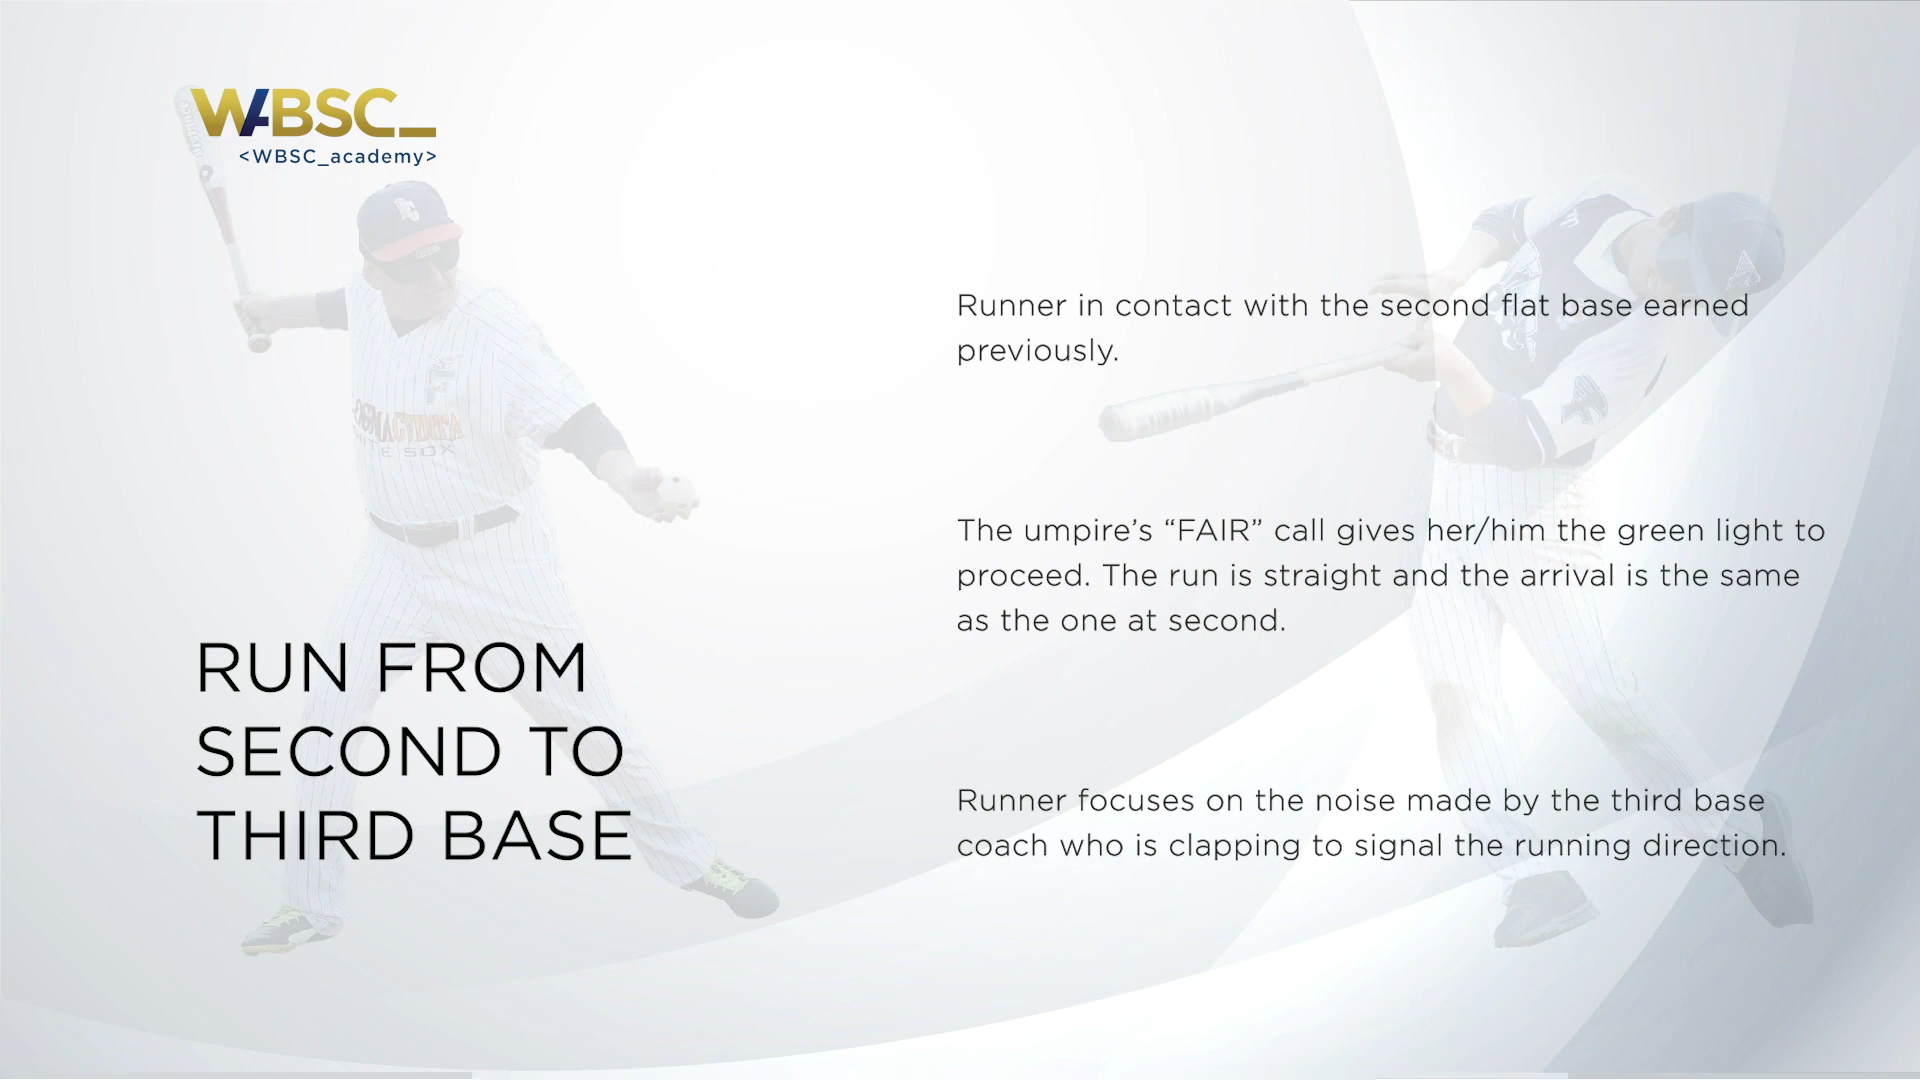 WBSC_
<WBSC_academy>
RUN FROM
SECOND TO
THIRD BASE
Runner in contact with the second flat base earned
previously.
The umpire’s “FAIR” call gives her/him the green light to
proceed. The run is straight and the arrival is the same
as the one at second.
Runner focuses on the noise made by the third base
coach who is clapping to signal the running direction.